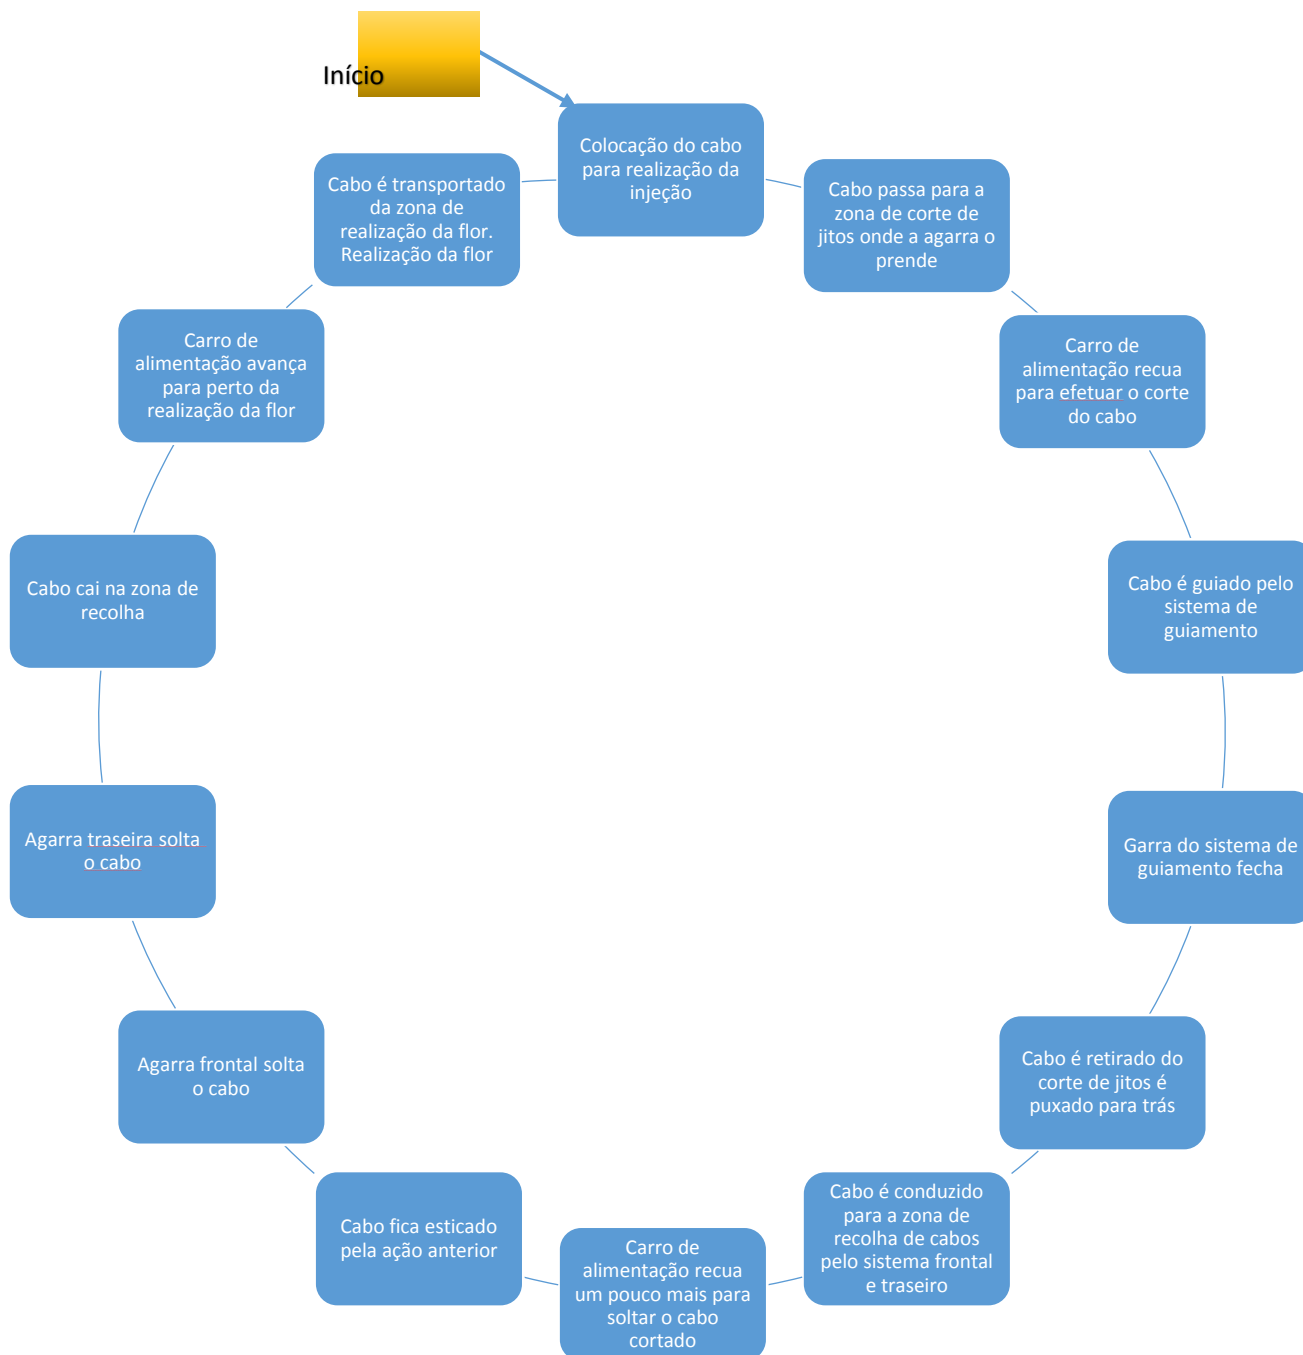 Início
Colocação do cabo
para realização da
injeção
Cabo passa para a
zona de corte de
jitos onde a agarra o
prende
Carro de
alimentação recua
para efetuar o corte
do cabo
Cabo é guiado pelo
sistema de
guiamento
Garra do sistema de
guiamento fecha
Cabo é retirado do
corte de jitos é
puxado para trás
Cabo é conduzido
para a zona de
recolha de cabos
pelo sistema frontal
e traseiro
Carro de
alimentação recua
um pouco mais para
soltar o cabo
cortado
Cabo fica esticado
pela ação anterior
Agarra frontal solta
o cabo
Agarra traseira solta
o cabo
Cabo cai na zona de
recolha
Carro de
alimentação avança
para perto da
realização da flor
Cabo é transportado
da zona de
realização da flor.
Realização da flor